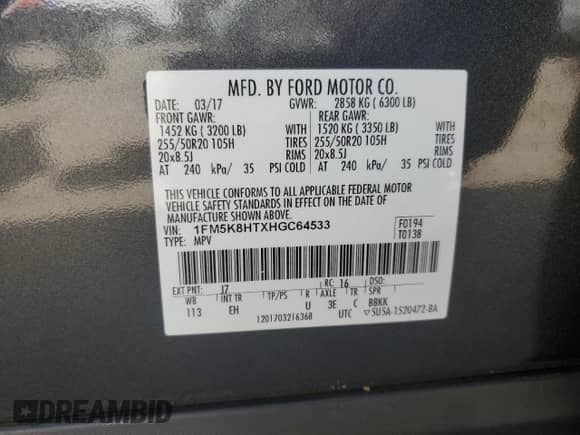 MFD. BY FORD MOTOR CO.
DATE: 03/17 GVWR: 2858 KG ( 6300 LB)
FRONT GAWR: REAR GAWR:
1452 KG ( 3200 LB) WITH 1520 KG ( 3350 LB) WITH
255/50R20 105H TIRES 255/50R20 105H TIRES
20x8.5J RIMS 20x8.5J RIMS
AT 240 kPa/ 35 PSI COLD AT 240 kPa/ 35 PSI COLD
THIS VEHICLE CONFORMS TO ALL APPLICABLE FEDERAL MOTOR
VEHICLE SAFETY STANDARDS IN EFFECT ON THE DATE OF
MANUFACTURE SHOWN ABOVE.
VIN: 1FM5K8HTXHGC64533 F0194
TYPE: MPV T0138
EXT PNT: J7 RC: 16 DSO:
WB INT TR TP/PS R AXLE TR SPR
113 EH U 3E C BBKK
1201703216368 UTC ▽ 5U5A-1520472-BA
DREAMBID